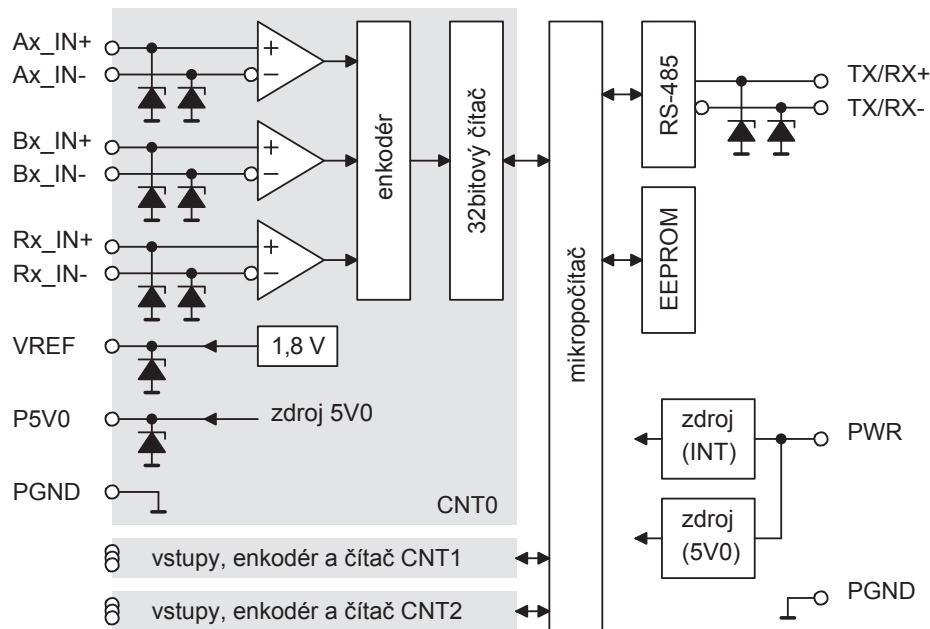 Ax_IN+
Ax_IN-
Bx_IN+
Bx_IN-
Rx_IN+
Rx_IN-
VREF
P5V0
PGND
+
−
+
−
+
−
enkodér
32bitový čítač
1,8 V
zdroj 5V0
CNT0
vstupy, enkodér a čítač CNT1
vstupy, enkodér a čítač CNT2
mikropočítač
RS-485
EEPROM
TX/RX+
TX/RX-
zdroj
(INT)
zdroj
(5V0)
PWR
PGND